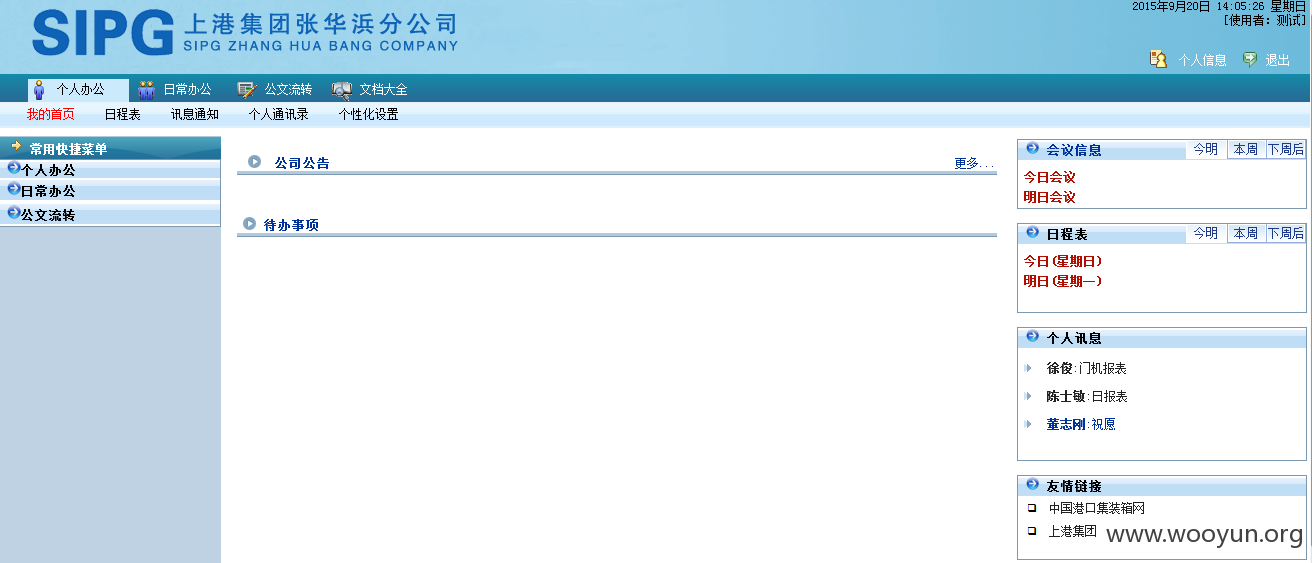 2015年9月20日 14:05:26 星期日
[使用者：测试]
SIPG 上港集团张华浜分公司
SIPG ZHANG HUA BANG COMPANY
个人信息 退出
个人办公 日常办公 公文流转 文档大全
我的首页 日程表 讯息通知 个人通讯录 个性化设置
常用快捷菜单
个人办公
日常办公
公文流转
公司公告 更多...
待办事项
会议信息 今明 本周 下周后
今日会议
明日会议
日程表 今明 本周 下周后
今日(星期日)
明日(星期一)
个人讯息
徐俊:门机报表
陈士敏:日报表
董志刚:祝愿
友情链接
中国港口集装箱网
上港集团
www.wooyun.org